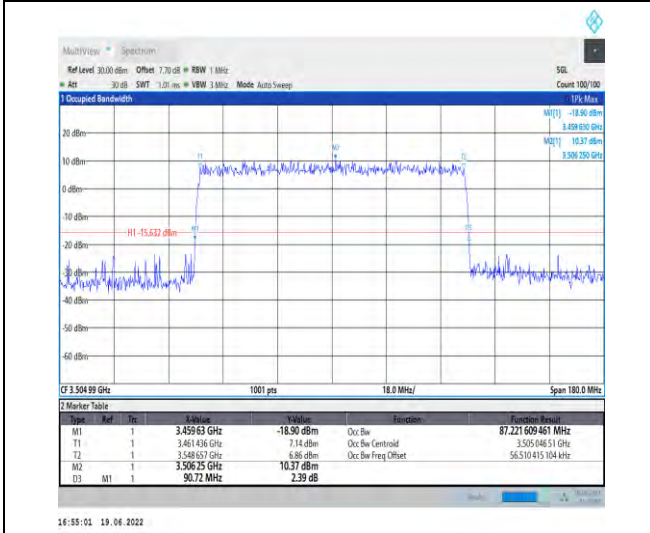 MultiView Spectrum
Ref Level 30.00 dBm Offset 7.70 dB RBW 1 MHz SGL
Att 30 dB SWT 1.01 ms VBW 3 MHz Mode Auto Sweep Count 100/100
1 Occupied Bandwidth 1Pk Max
M1[1] -18.90 dBm
3.459 630 GHz
20 dBm
M2[1] 10.37 dBm
3.506 250 GHz
10 dBm
T1 M2 T2
0 dBm
-10 dBm
H1 -15.632 dBm
M1
-30 dBm
-40 dBm
-50 dBm
-60 dBm
CF 3.504 99 GHz 1001 pts 18.0 MHz/ Span 180.0 MHz
2 Marker Table
Type Ref Trc X-Value Y-Value Function Function Result
M1 1 3.459 63 GHz -18.90 dBm Occ Bw 87.221 609 461 MHz
T1 1 3.461 436 GHz 7.14 dBm Occ Bw Centroid 3.505 046 51 GHz
T2 1 3.548 657 GHz 6.86 dBm Occ Bw Freq Offset 56.510 415 104 kHz
M2 1 3.506 25 GHz 10.37 dBm
D3 M1 1 90.72 MHz 2.39 dB
16:55:01 19.06.2022